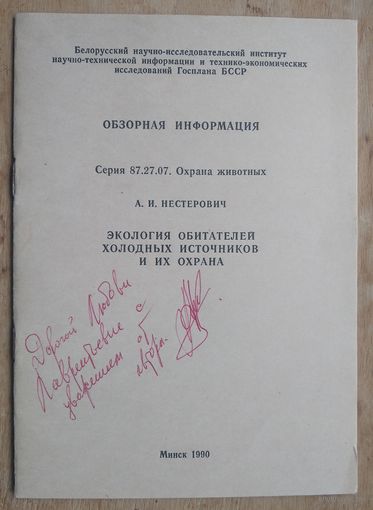 Белорусский научно-исследовательский институт
научно-технической информации и технико-экономических
исследований Госплана БССР
ОБЗОРНАЯ ИНФОРМАЦИЯ
Серия 87.27.07. Охрана животных
А. И. НЕСТЕРОВИЧ
ЭКОЛОГИЯ ОБИТАТЕЛЕЙ
ХОЛОДНЫХ ИСТОЧНИКОВ
И ИХ ОХРАНА
Дорогой Любови
Лаврентьевне с
уважением от
автора.
Минск 1990